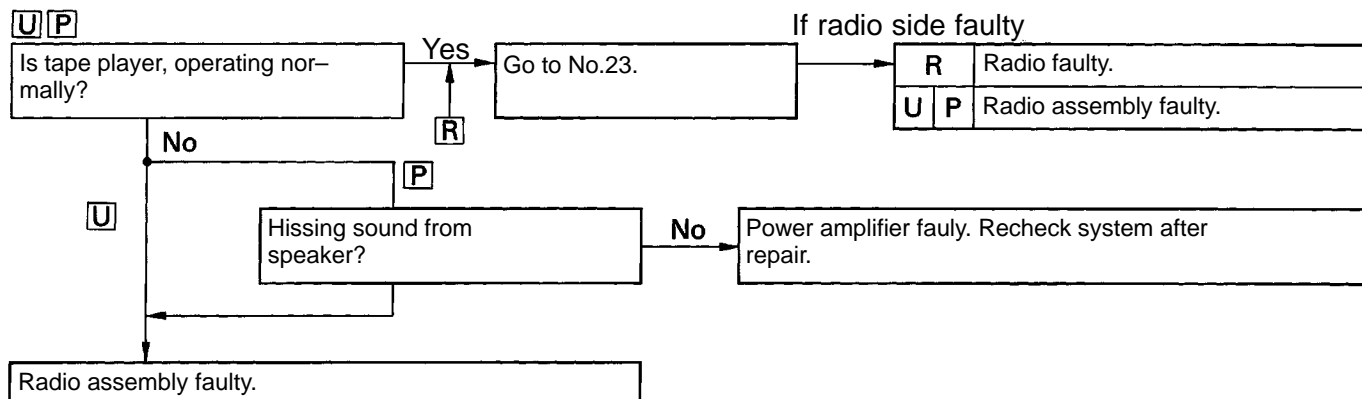 U P
If radio side faulty
Is tape player, operating nor–
mally?
Yes
Go to No.23.
R Radio faulty.
U P Radio assembly faulty.
R
No
P
U
Hissing sound from
speaker?
No
Power amplifier fauly. Recheck system after
repair.
Radio assembly faulty.